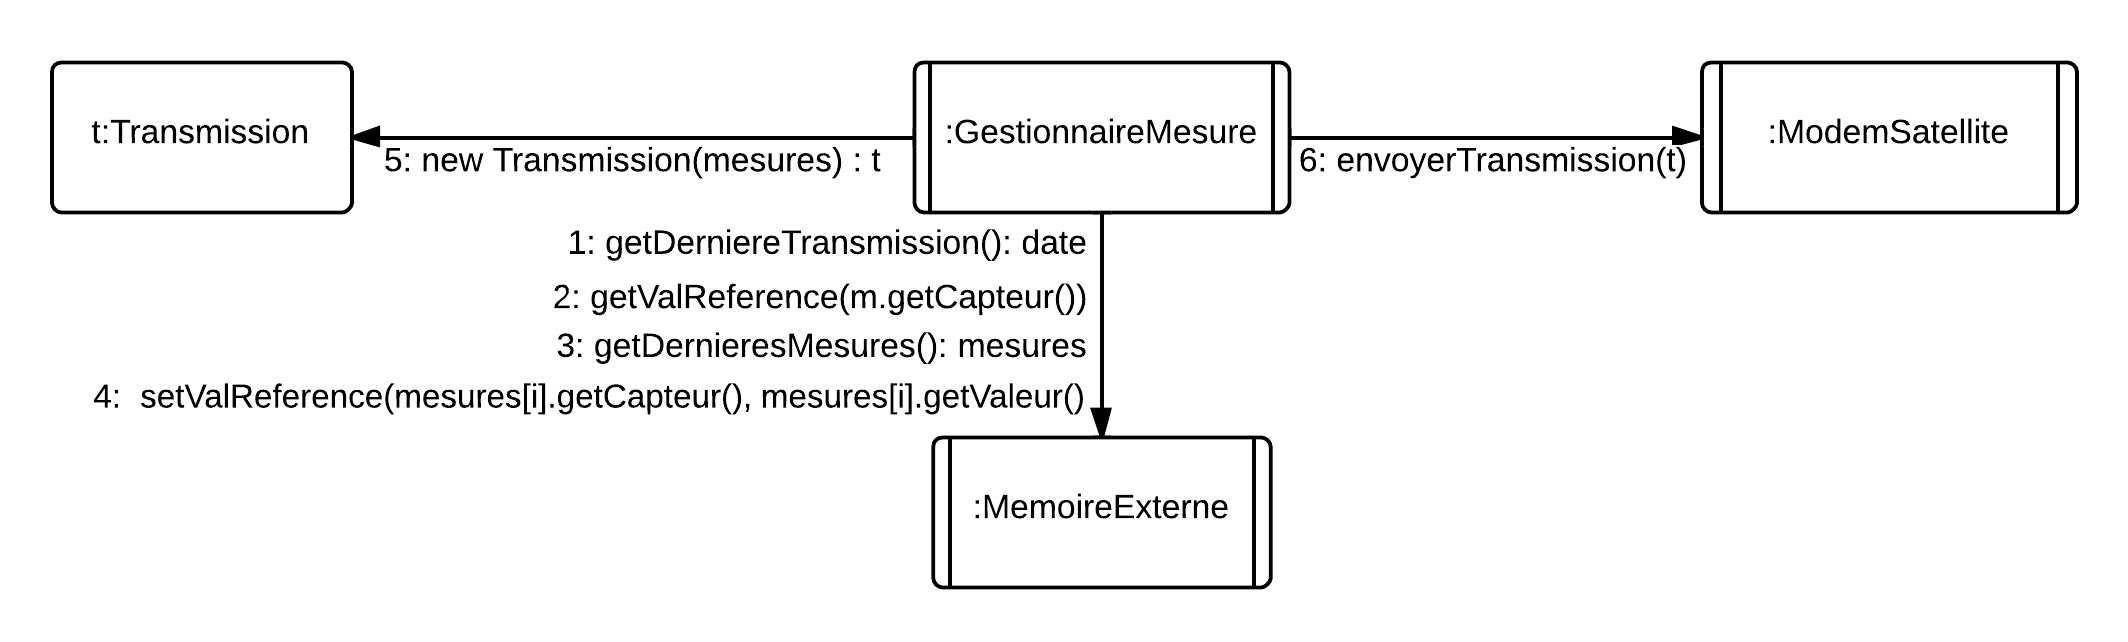 t:Transmission
:GestionnaireMesure
:ModemSatellite
5: new Transmission(mesures) : t
6: envoyerTransmission(t)
1: getDerniereTransmission(): date
2: getValReference(m.getCapteur())
3: getDernieresMesures(): mesures
4: setValReference(mesures[i].getCapteur(), mesures[i].getValeur()
:MemoireExterne